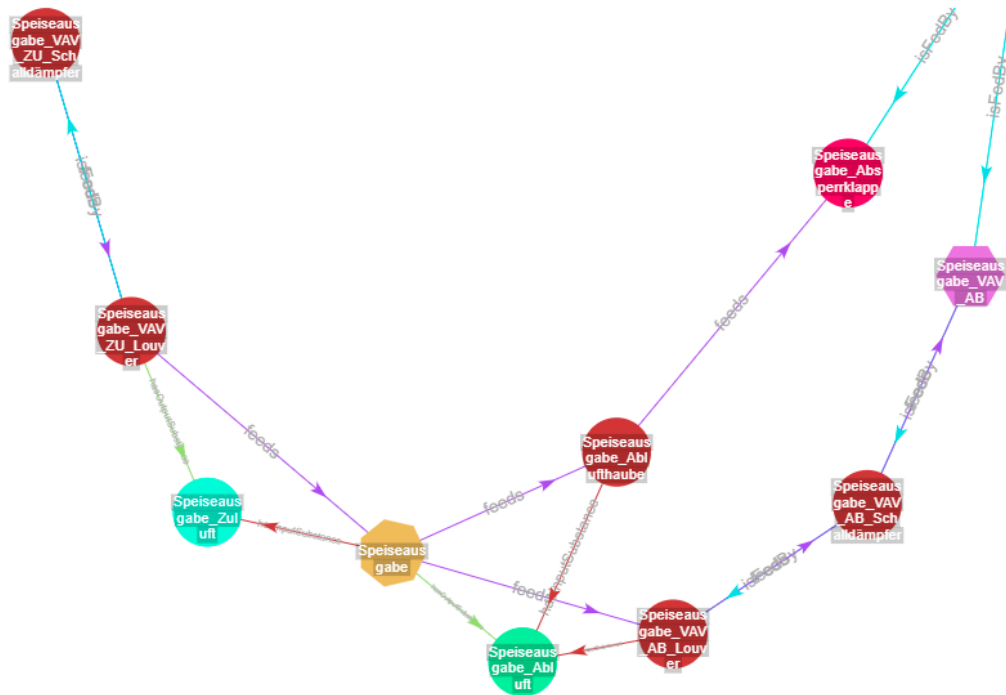 Speiseaus
gabe_VAV
_ZU_Sch
alldämpfer
isFedBy
isFedBy
Speiseaus
gabe_Abs
perrklapp
e
Speiseaus
gabe_VAV
_AB
isFedBy
Speiseaus
gabe_VAV
_ZU_Louv
er
feeds
hasOutputSubstance
feeds
isFedBy
Speiseaus
gabe_Abl
ufthaube
Speiseaus
gabe_Zul
uft
feeds
Speiseaus
gabe_VAV
_AB_Sch
alldämpfer
Speiseaus
gabe
hasInputSubstance
feeds
isFedBy
Speiseaus
gabe_VAV
_AB_Louv
er
Speiseaus
gabe_Abl
uft